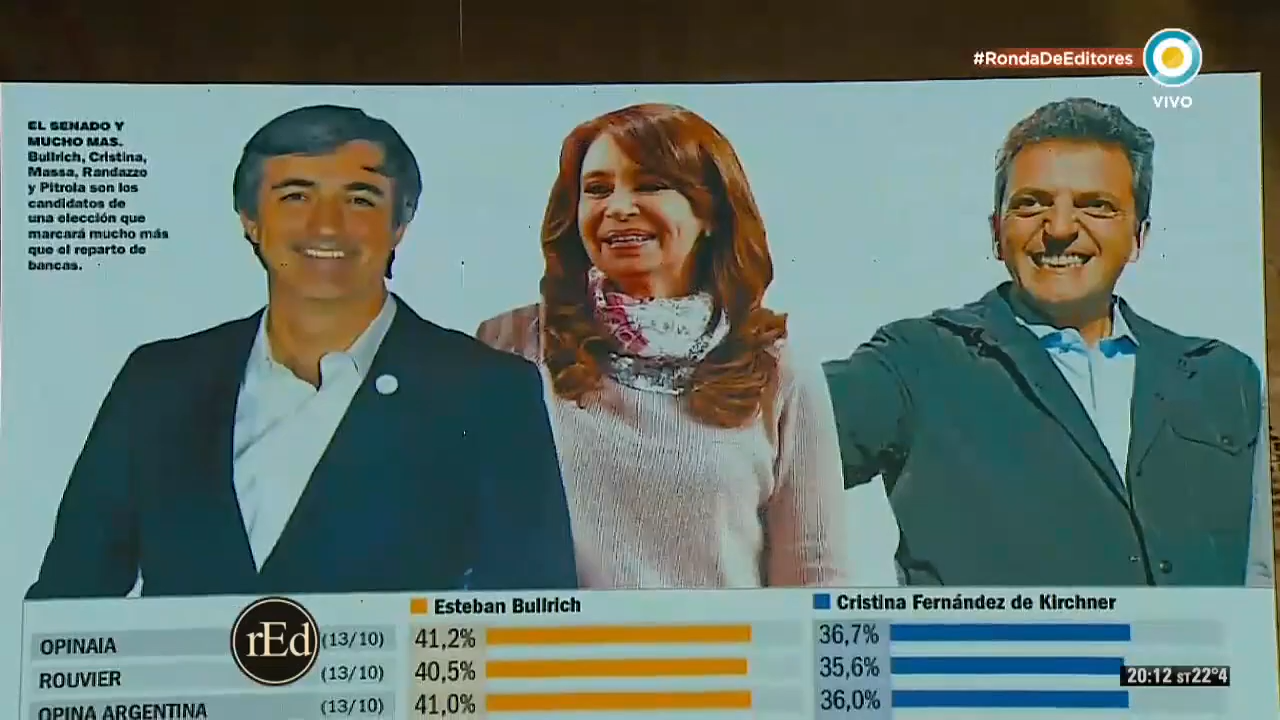 #RondaDeEditores
VIVO
EL SENADO Y
MUCHO MAS.
Bullrich, Cristina,
Massa, Randazzo
y Pitrola son los
candidatos de
una elección que
marcará mucho más
que el reparto de
bancas.
Esteban Bullrich
Cristina Fernández de Kirchner
OPINAIA
rEd
(13/10)
41,2%
36,7%
ROUVIER
(13/10)
40,5%
35,6%
20:12 ST 22°4
OPINA ARGENTINA
(13/10)
41,0%
36,0%